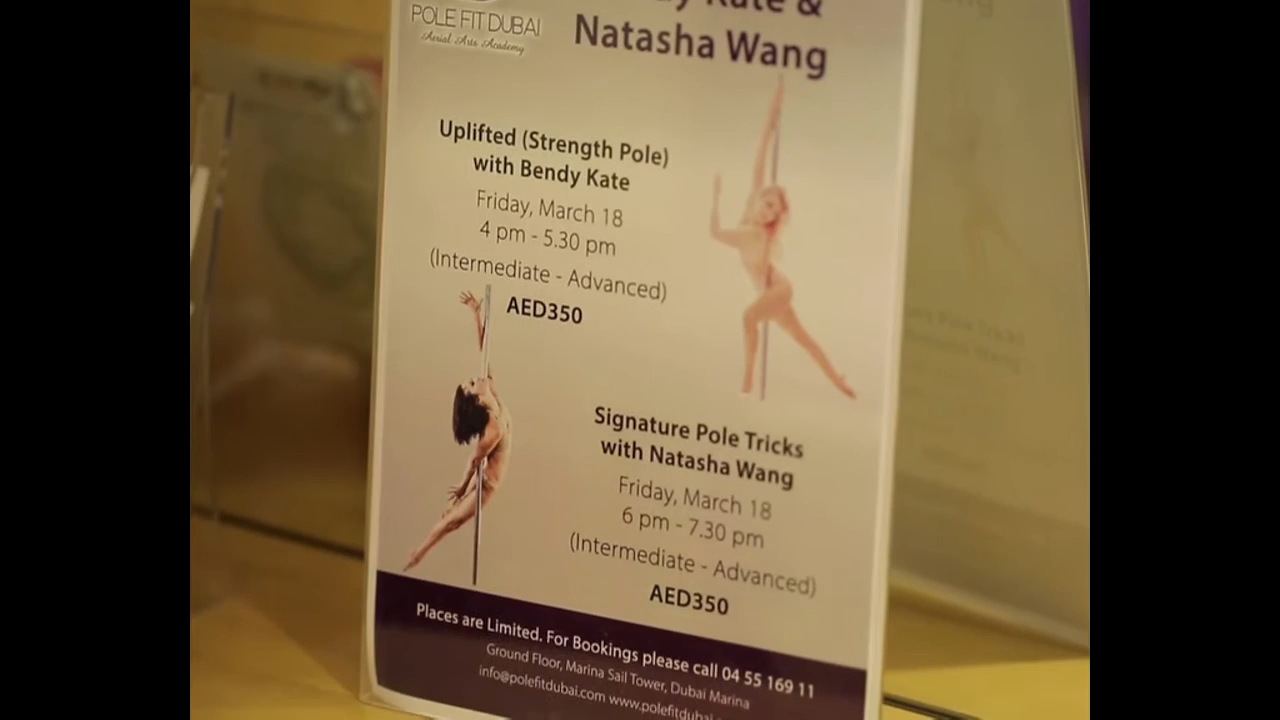 POLE FIT DUBAI
Aerial Arts Academy
Kate &
Natasha Wang
Uplifted (Strength Pole)
with Bendy Kate
Friday, March 18
4 pm - 5.30 pm
(Intermediate - Advanced)
AED350
Signature Pole Tricks
with Natasha Wang
Friday, March 18
6 pm - 7.30 pm
(Intermediate - Advanced)
AED350
Places are Limited. For Bookings please call 04 55 169 11
Ground Floor, Marina Sail Tower, Dubai Marina
info@polefitdubai.com www.polefitdubai